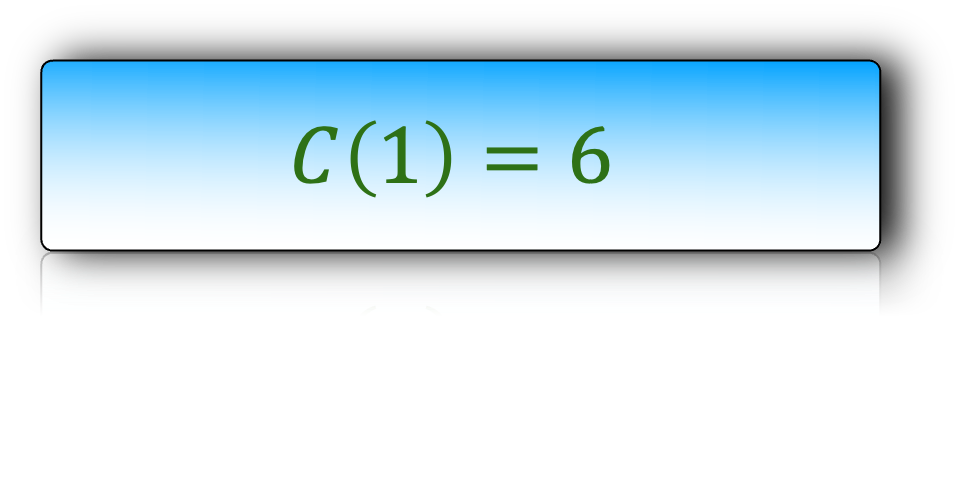 C(1) = 6